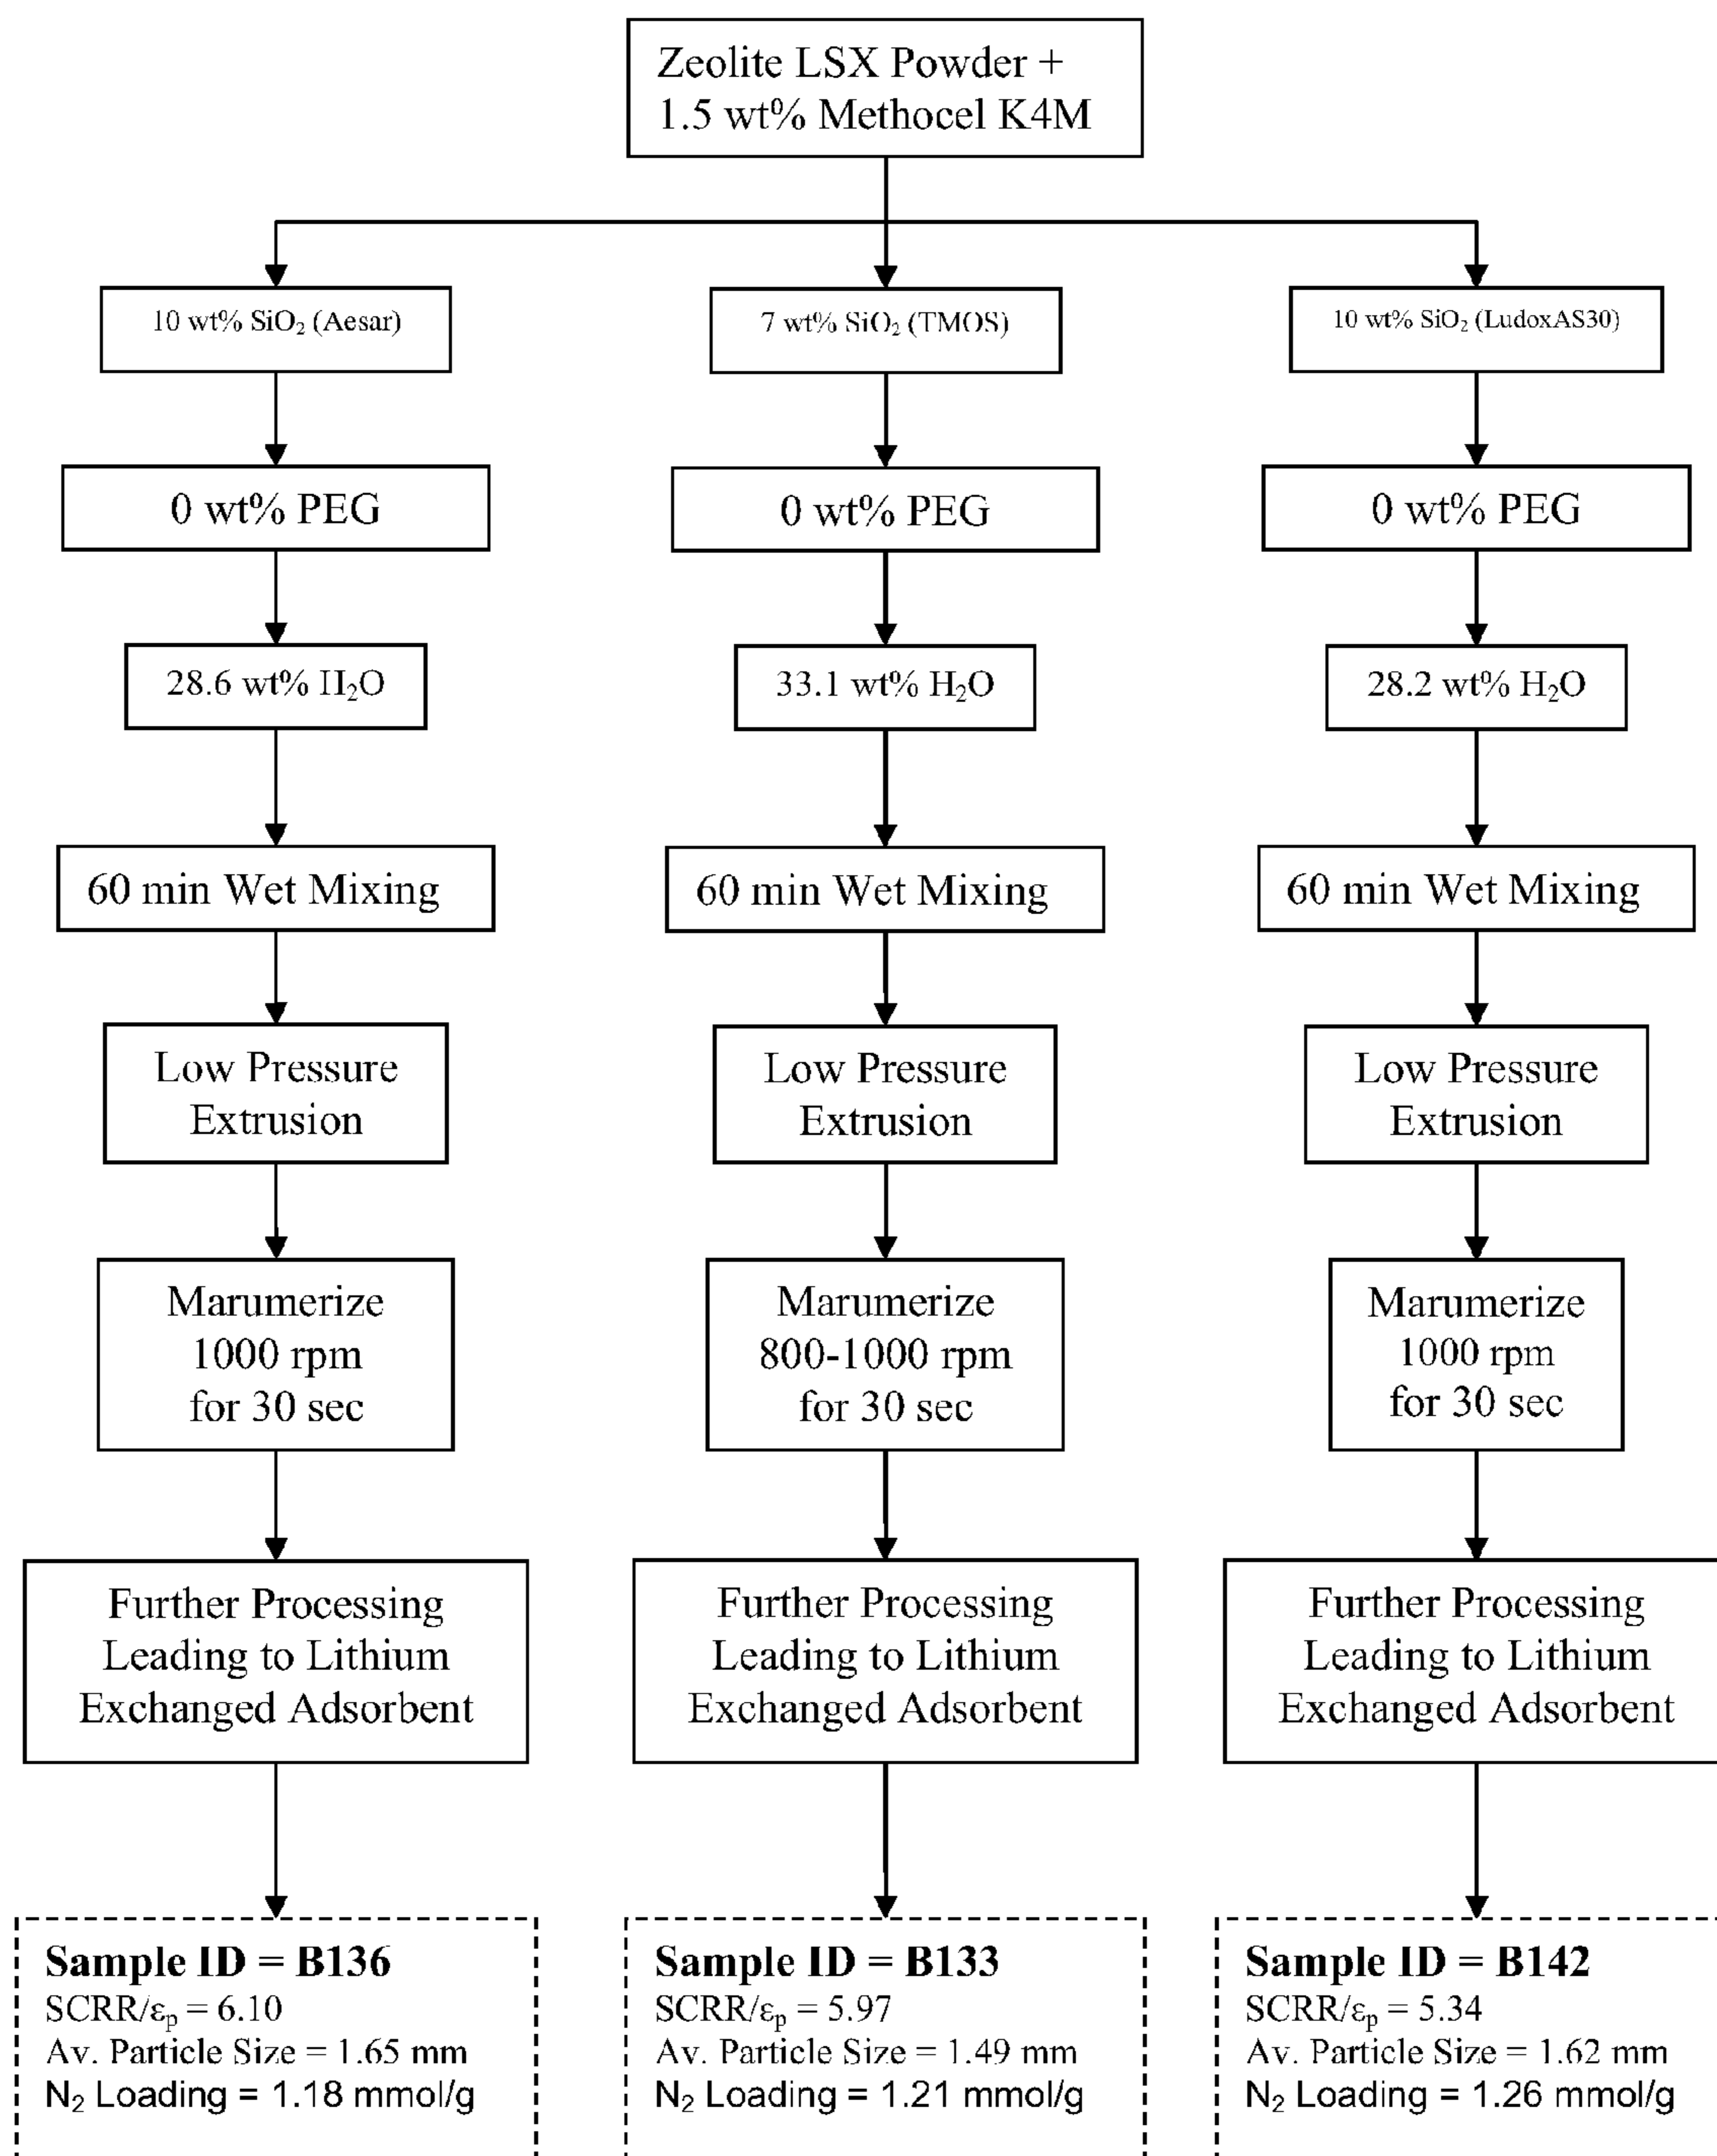 Zeolite LSX Powder +
1.5 wt% Methocel K4M
10 wt% SiO₂ (Aesar)
7 wt% SiO₂ (TMOS)
10 wt% SiO₂ (LudoxAS30)
0 wt% PEG
0 wt% PEG
0 wt% PEG
28.6 wt% H₂O
33.1 wt% H₂O
28.2 wt% H₂O
60 min Wet Mixing
60 min Wet Mixing
60 min Wet Mixing
Low Pressure
Extrusion
Low Pressure
Extrusion
Low Pressure
Extrusion
Marumerize
1000 rpm
for 30 sec
Marumerize
800-1000 rpm
for 30 sec
Marumerize
1000 rpm
for 30 sec
Further Processing
Leading to Lithium
Exchanged Adsorbent
Further Processing
Leading to Lithium
Exchanged Adsorbent
Further Processing
Leading to Lithium
Exchanged Adsorbent
Sample ID = B136
SCRR/εₚ = 6.10
Av. Particle Size = 1.65 mm
N₂ Loading = 1.18 mmol/g
Sample ID = B133
SCRR/εₚ = 5.97
Av. Particle Size = 1.49 mm
N₂ Loading = 1.21 mmol/g
Sample ID = B142
SCRR/εₚ = 5.34
Av. Particle Size = 1.62 mm
N₂ Loading = 1.26 mmol/g